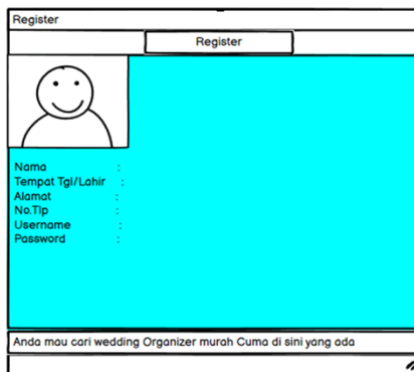 Register
Register
Nama :
Tempat Tgl/Lahir :
Alamat :
No.Tlp :
Username :
Password :
Anda mau cari wedding Organizer murah Cuma di sini yang ada